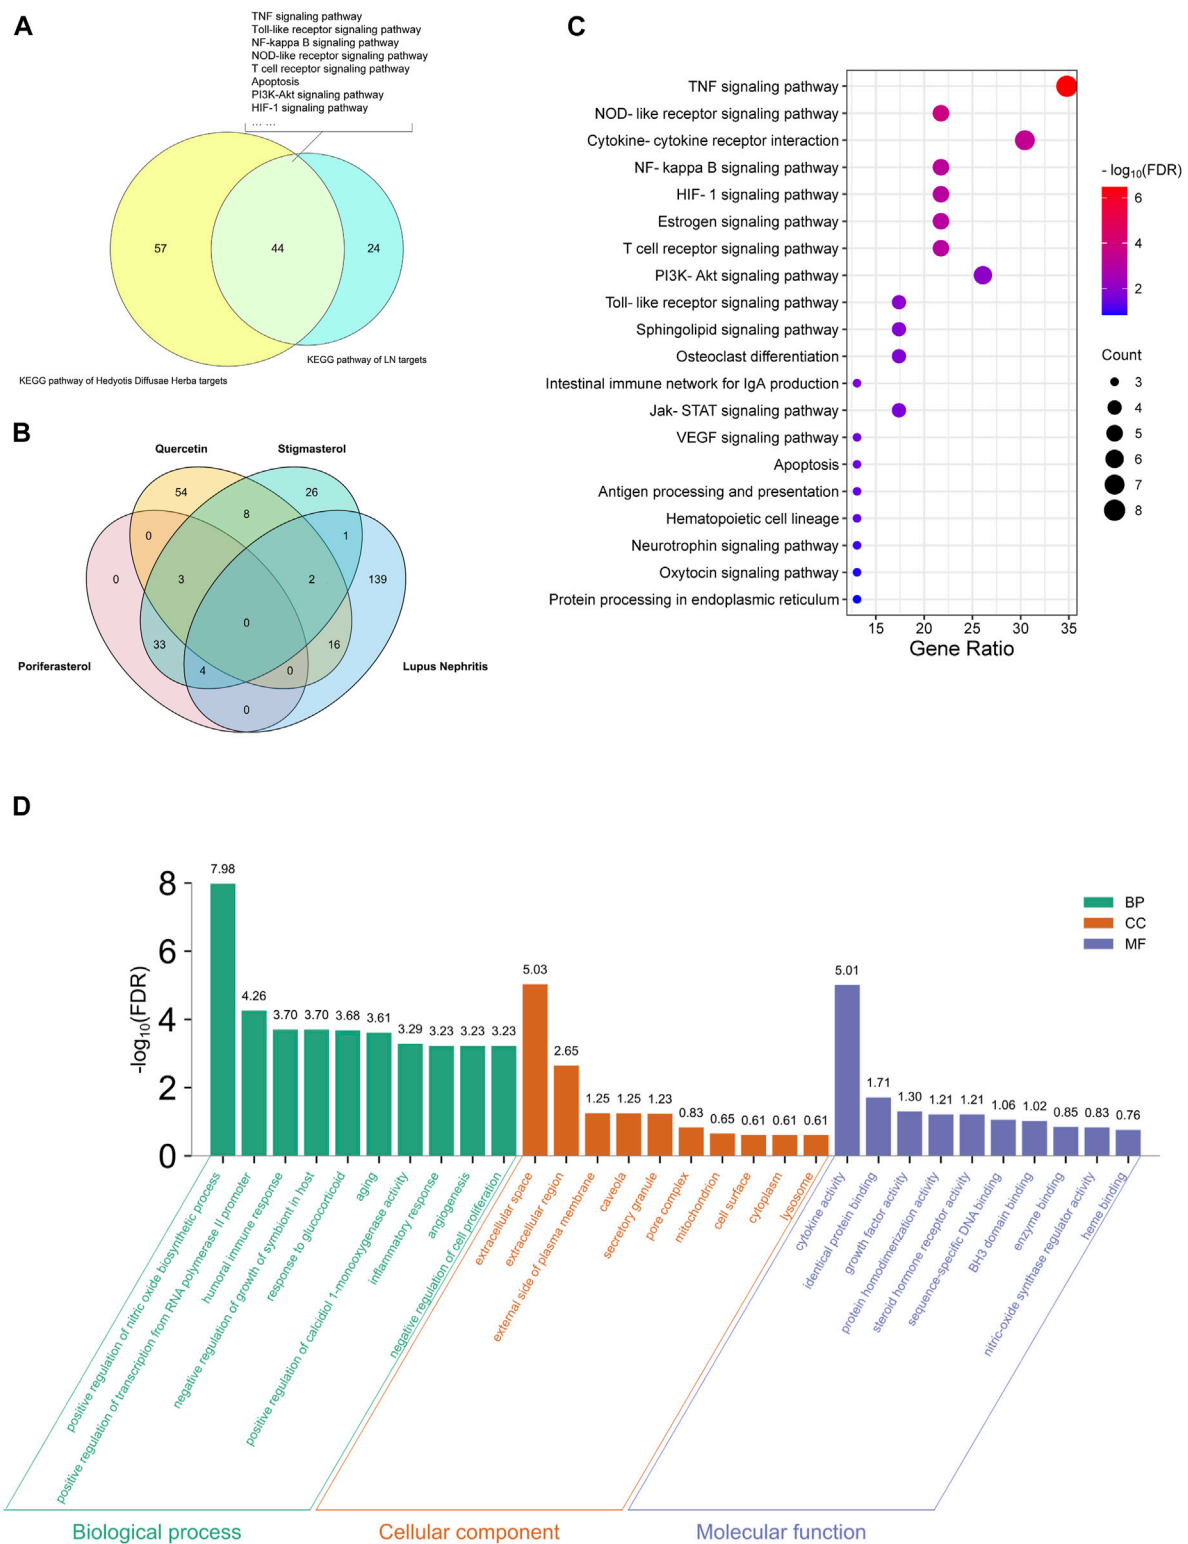 A
TNF signaling pathway
Toll-like receptor signaling pathway
NF-kappa B signaling pathway
NOD-like receptor signaling pathway
T cell receptor signaling pathway
Apoptosis
PI3K-Akt signaling pathway
HIF-1 signaling pathway
... ...
57
44
24
KEGG pathway of LN targets
KEGG pathway of Hedyotis Diffusae Herba targets
B
Quercetin
Stigmasterol
54
26
8
0
1
0
3
2
139
0
33
16
4
0
Poriferasterol
Lupus Nephritis
0
C
TNF signaling pathway
NOD- like receptor signaling pathway
Cytokine- cytokine receptor interaction
NF- kappa B signaling pathway
HIF- 1 signaling pathway
Estrogen signaling pathway
T cell receptor signaling pathway
PI3K- Akt signaling pathway
Toll- like receptor signaling pathway
Sphingolipid signaling pathway
Osteoclast differentiation
Intestinal immune network for IgA production
Jak- STAT signaling pathway
VEGF signaling pathway
Apoptosis
Antigen processing and presentation
Hematopoietic cell lineage
Neurotrophin signaling pathway
Oxytocin signaling pathway
Protein processing in endoplasmic reticulum
15 20 25 30 35
Gene Ratio
- log10(FDR)
6
4
2
Count
3
4
5
6
7
8
D
-log10(FDR)
8
6
4
2
0
7.98
4.26
3.70
3.70
3.68
3.61
3.29
3.23
3.23
3.23
5.03
2.65
1.25
1.25
1.23
0.83
0.65
0.61
0.61
0.61
5.01
1.71
1.30
1.21
1.21
1.06
1.02
0.85
0.83
0.76
BP
CC
MF
positive regulation of nitric oxide biosynthetic process
positive regulation of transcription from RNA polymerase II promoter
humoral immune response
negative regulation of growth of symbiont in host
response to glucocorticoid
aging
positive regulation of calcidiol 1-monooxygenase activity
inflammatory response
angiogenesis
negative regulation of cell proliferation
extracellular space
extracellular region
external side of plasma membrane
caveola
secretory granule
pore complex
mitochondrion
cell surface
cytoplasm
lysosome
cytokine activity
identical protein binding
growth factor activity
protein homodimerization activity
steroid hormone receptor activity
sequence-specific DNA binding
BH3 domain binding
enzyme binding
nitric-oxide synthase regulator activity
heme binding
Biological process
Cellular component
Molecular function